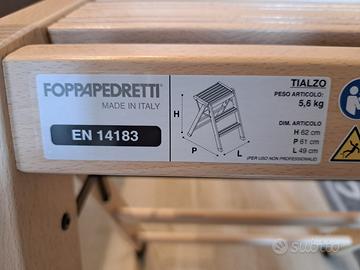 FOPPAPEDRETTI®
MADE IN ITALY
EN 14183
H
P
L
TIALZO
PESO ARTICOLO:
5,6 kg
DIM. ARTICOLO
H 62 cm
P 61 cm
L 49 cm
(PER USO NON PROFESSIONALE)
subito